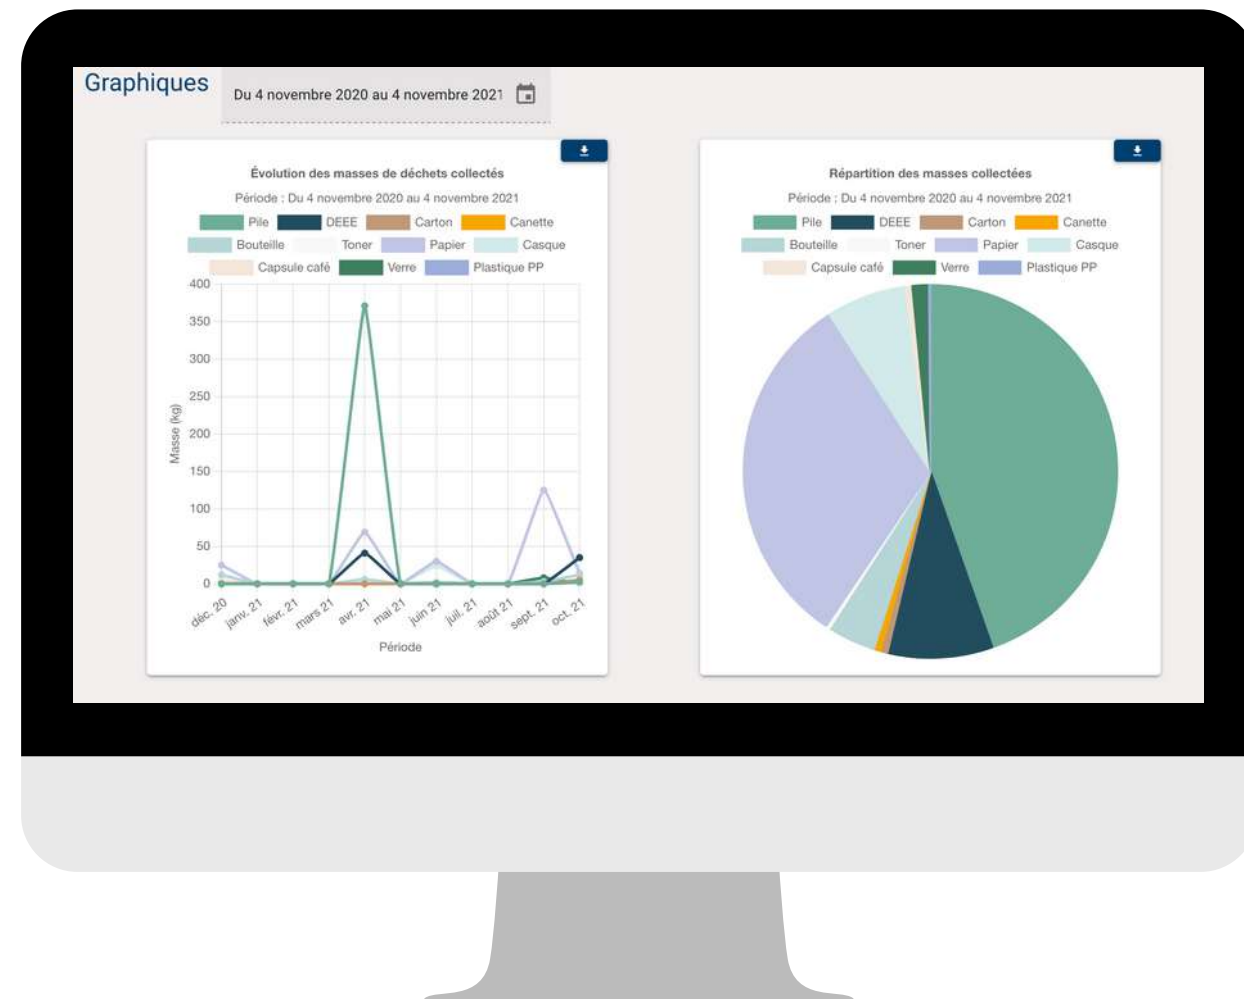 Graphiques
Du 4 novembre 2020 au 4 novembre 2021
Évolution des masses de déchets collectés
Période : Du 4 novembre 2020 au 4 novembre 2021
Pile DEEE Carton Canette
Bouteille Toner Papier Casque
Capsule café Verre Plastique PP
400
350
300
250
200
150
100
50
0
Masse (kg)
déc. 20 janv. 21 févr. 21 mars 21 avr. 21 mai 21 juin 21 juil. 21 août 21 sept. 21 oct. 21
Période
Répartition des masses collectées
Période : Du 4 novembre 2020 au 4 novembre 2021
Pile DEEE Carton Canette
Bouteille Toner Papier Casque
Capsule café Verre Plastique PP